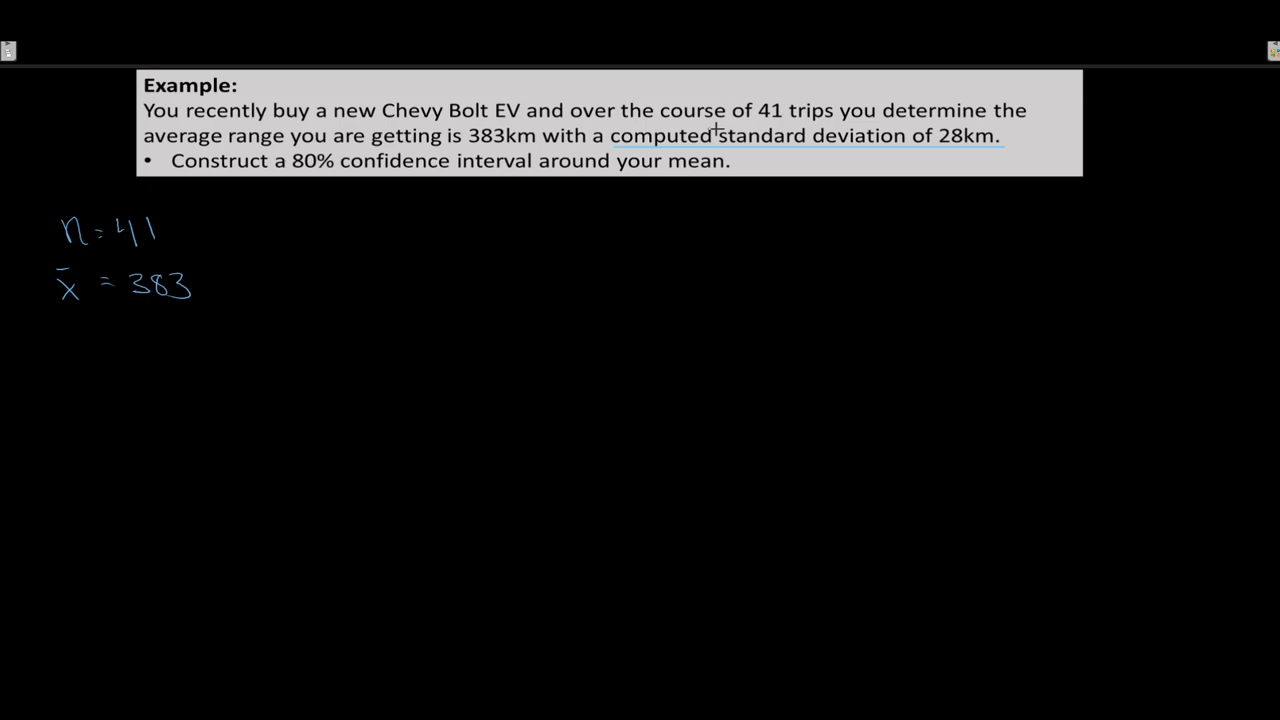 Example:
You recently buy a new Chevy Bolt EV and over the course of 41 trips you determine the
average range you are getting is 383km with a computed standard deviation of 28km.
• Construct a 80% confidence interval around your mean.
n = 41
x̄ = 383